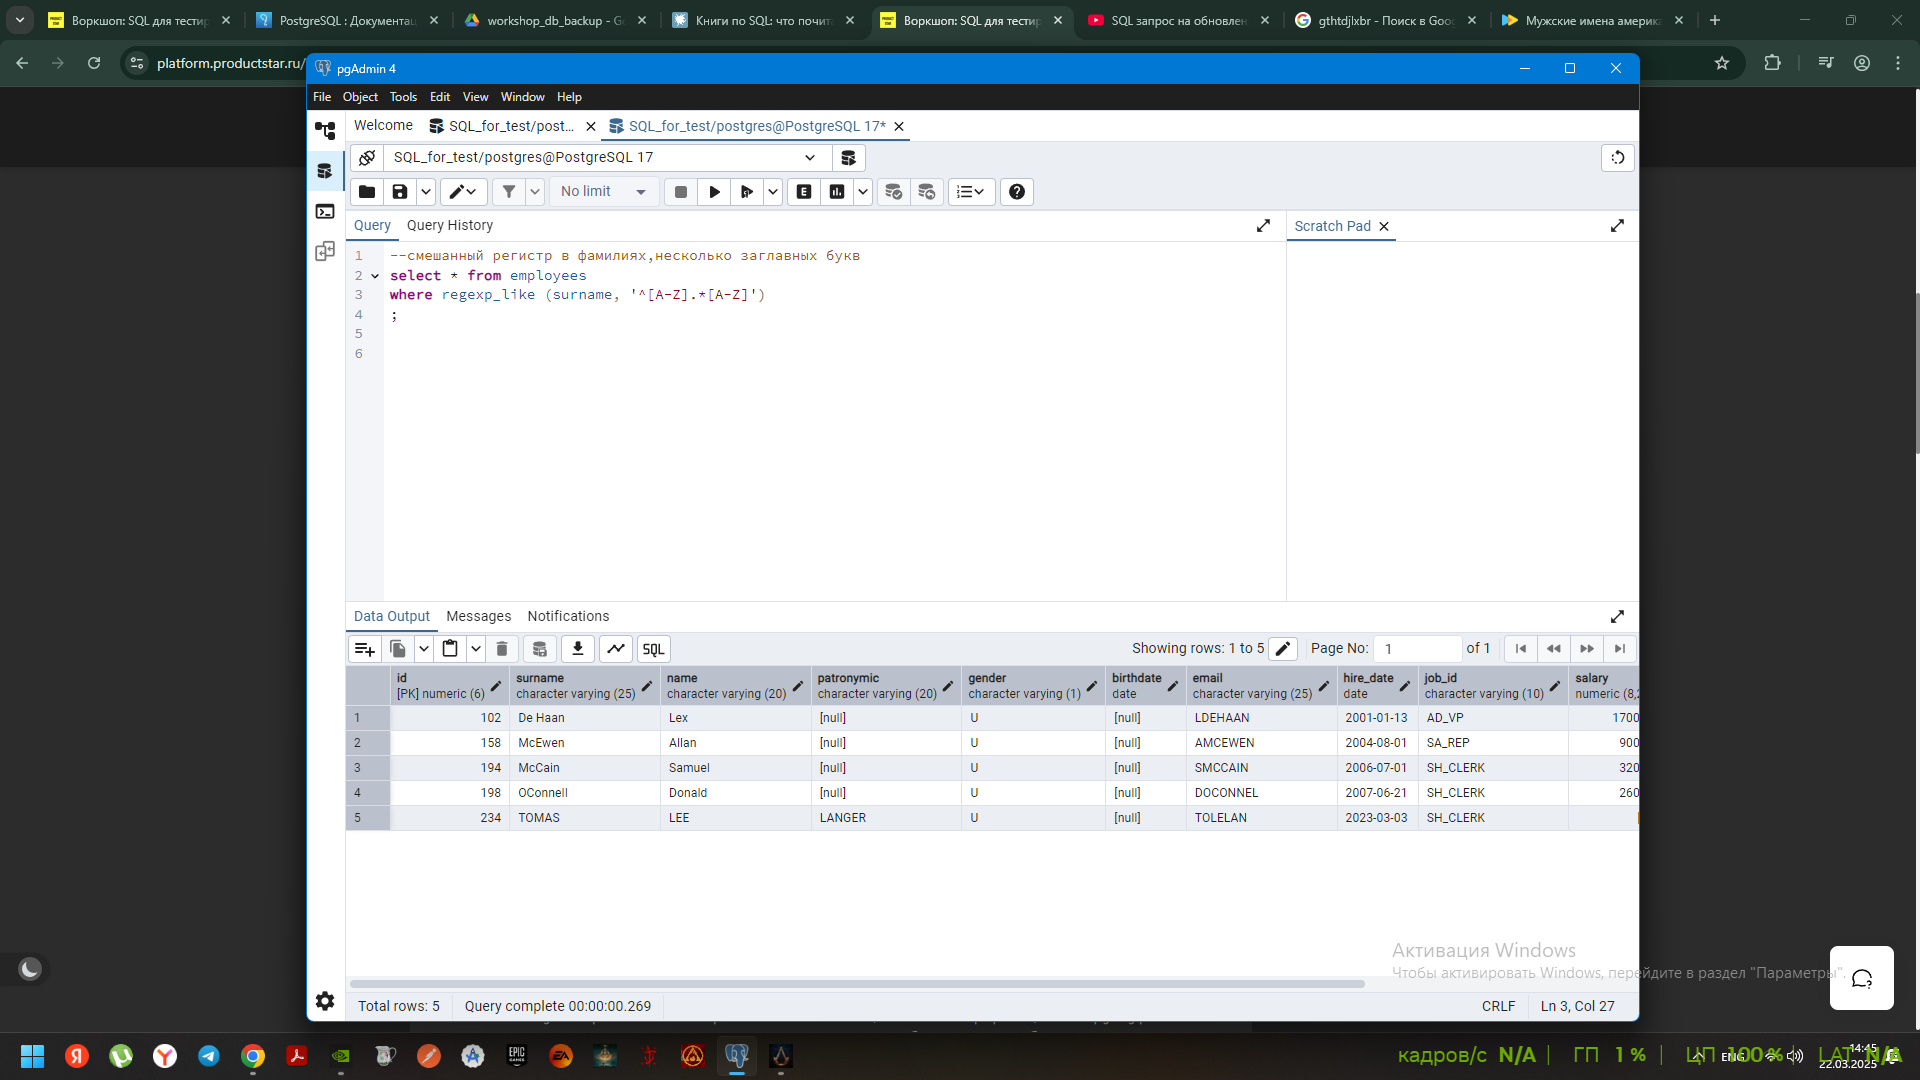 Воркшоп: SQL для тестир
PostgreSQL : Документац
workshop_db_backup - Go
Книги по SQL: что почит
Воркшоп: SQL для тестир
SQL запрос на обновлен
gthtdjlxbr - Поиск в Goo
Мужские имена америка
platform.productstar.ru/
pgAdmin 4
File Object Tools Edit View Window Help
Welcome
SQL_for_test/post...
SQL_for_test/postgres@PostgreSQL 17*
SQL_for_test/postgres@PostgreSQL 17
No limit
Query Query History
Scratch Pad
1 --смешанный регистр в фамилиях,несколько заглавных букв
2 select * from employees
3 where regexp_like (surname, '^[A-Z].*[A-Z]')
4 ;
5
6
Data Output Messages Notifications
SQL
Showing rows: 1 to 5 Page No: 1 of 1
id surname name patronymic gender birthdate email hire_date job_id salary
[PK] numeric (6) character varying (25) character varying (20) character varying (20) character varying (1) date character varying (25) date character varying (10) numeric (8,2
1 102 De Haan Lex [null] U [null] LDEHAAN 2001-01-13 AD_VP 1700
2 158 McEwen Allan [null] U [null] AMCEWEN 2004-08-01 SA_REP 900
3 194 McCain Samuel [null] U [null] SMCCAIN 2006-07-01 SH_CLERK 320
4 198 OConnell Donald [null] U [null] DOCONNEL 2007-06-21 SH_CLERK 260
5 234 TOMAS LEE LANGER U [null] TOLELAN 2023-03-03 SH_CLERK
Активация Windows
Чтобы активировать Windows, перейдите в раздел "Параметры".
Total rows: 5 Query complete 00:00:00.269 CRLF Ln 3, Col 27
кадров/с N/A ГП 1 % ЦП 100 % LAT N/A
ENG
14:45
22.03.2025